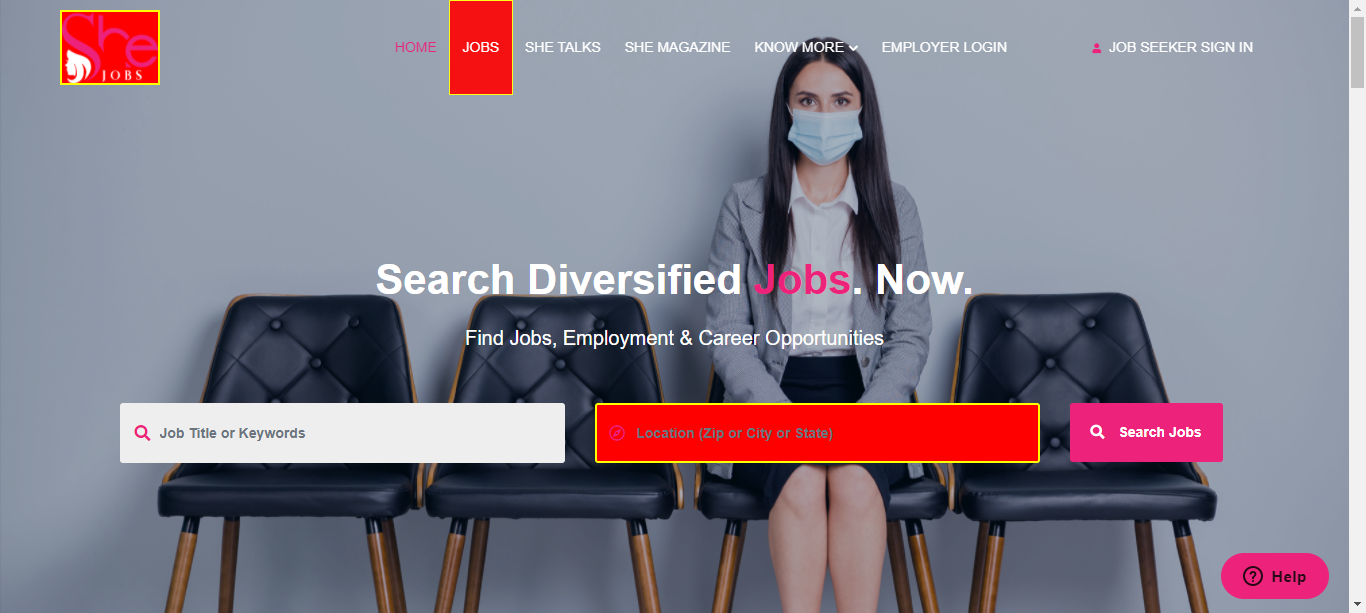 She
JOBS
HOME
JOBS
SHE TALKS
SHE MAGAZINE
KNOW MORE
EMPLOYER LOGIN
JOB SEEKER SIGN IN
Search Diversified Jobs. Now.
Find Jobs, Employment & Career Opportunities
Job Title or Keywords
Location (Zip or City or State)
Search Jobs
Help